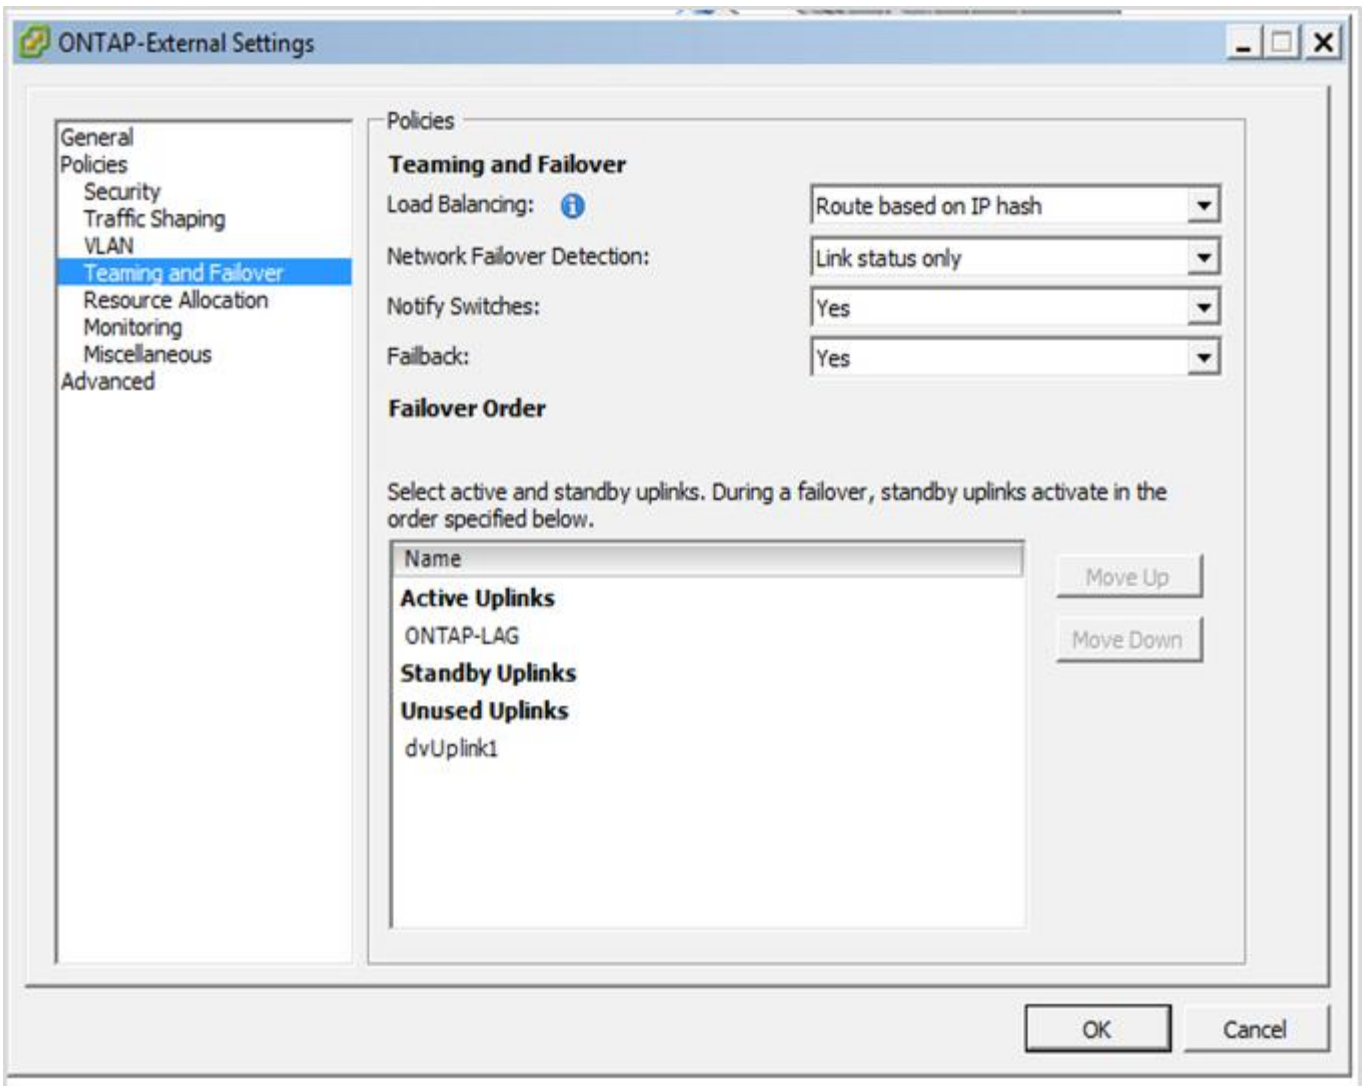 ONTAP-External Settings
General
Policies
Security
Traffic Shaping
VLAN
Teaming and Failover
Resource Allocation
Monitoring
Miscellaneous
Advanced
Policies
Teaming and Failover
Load Balancing:
Route based on IP hash
Network Failover Detection:
Link status only
Notify Switches:
Yes
Failback:
Yes
Failover Order
Select active and standby uplinks. During a failover, standby uplinks activate in the
order specified below.
Name
Active Uplinks
ONTAP-LAG
Standby Uplinks
Unused Uplinks
dvUplink1
Move Up
Move Down
OK
Cancel